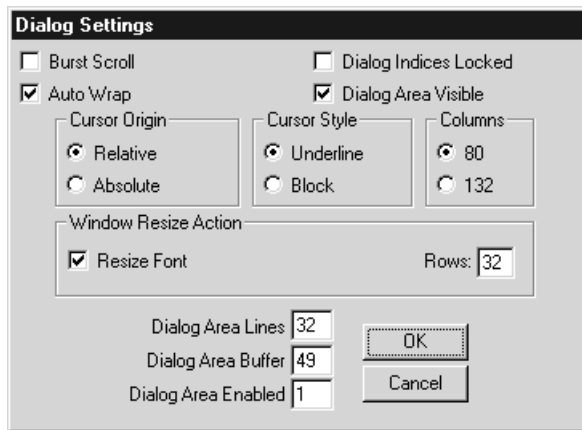 Dialog Settings
Burst Scroll Dialog Indices Locked
Auto Wrap Dialog Area Visible
Cursor Origin Cursor Style Columns
Relative Underline 80
Absolute Block 132
Window Resize Action
Resize Font Rows: 32
Dialog Area Lines 32
OK
Dialog Area Buffer 49
Cancel
Dialog Area Enabled 1